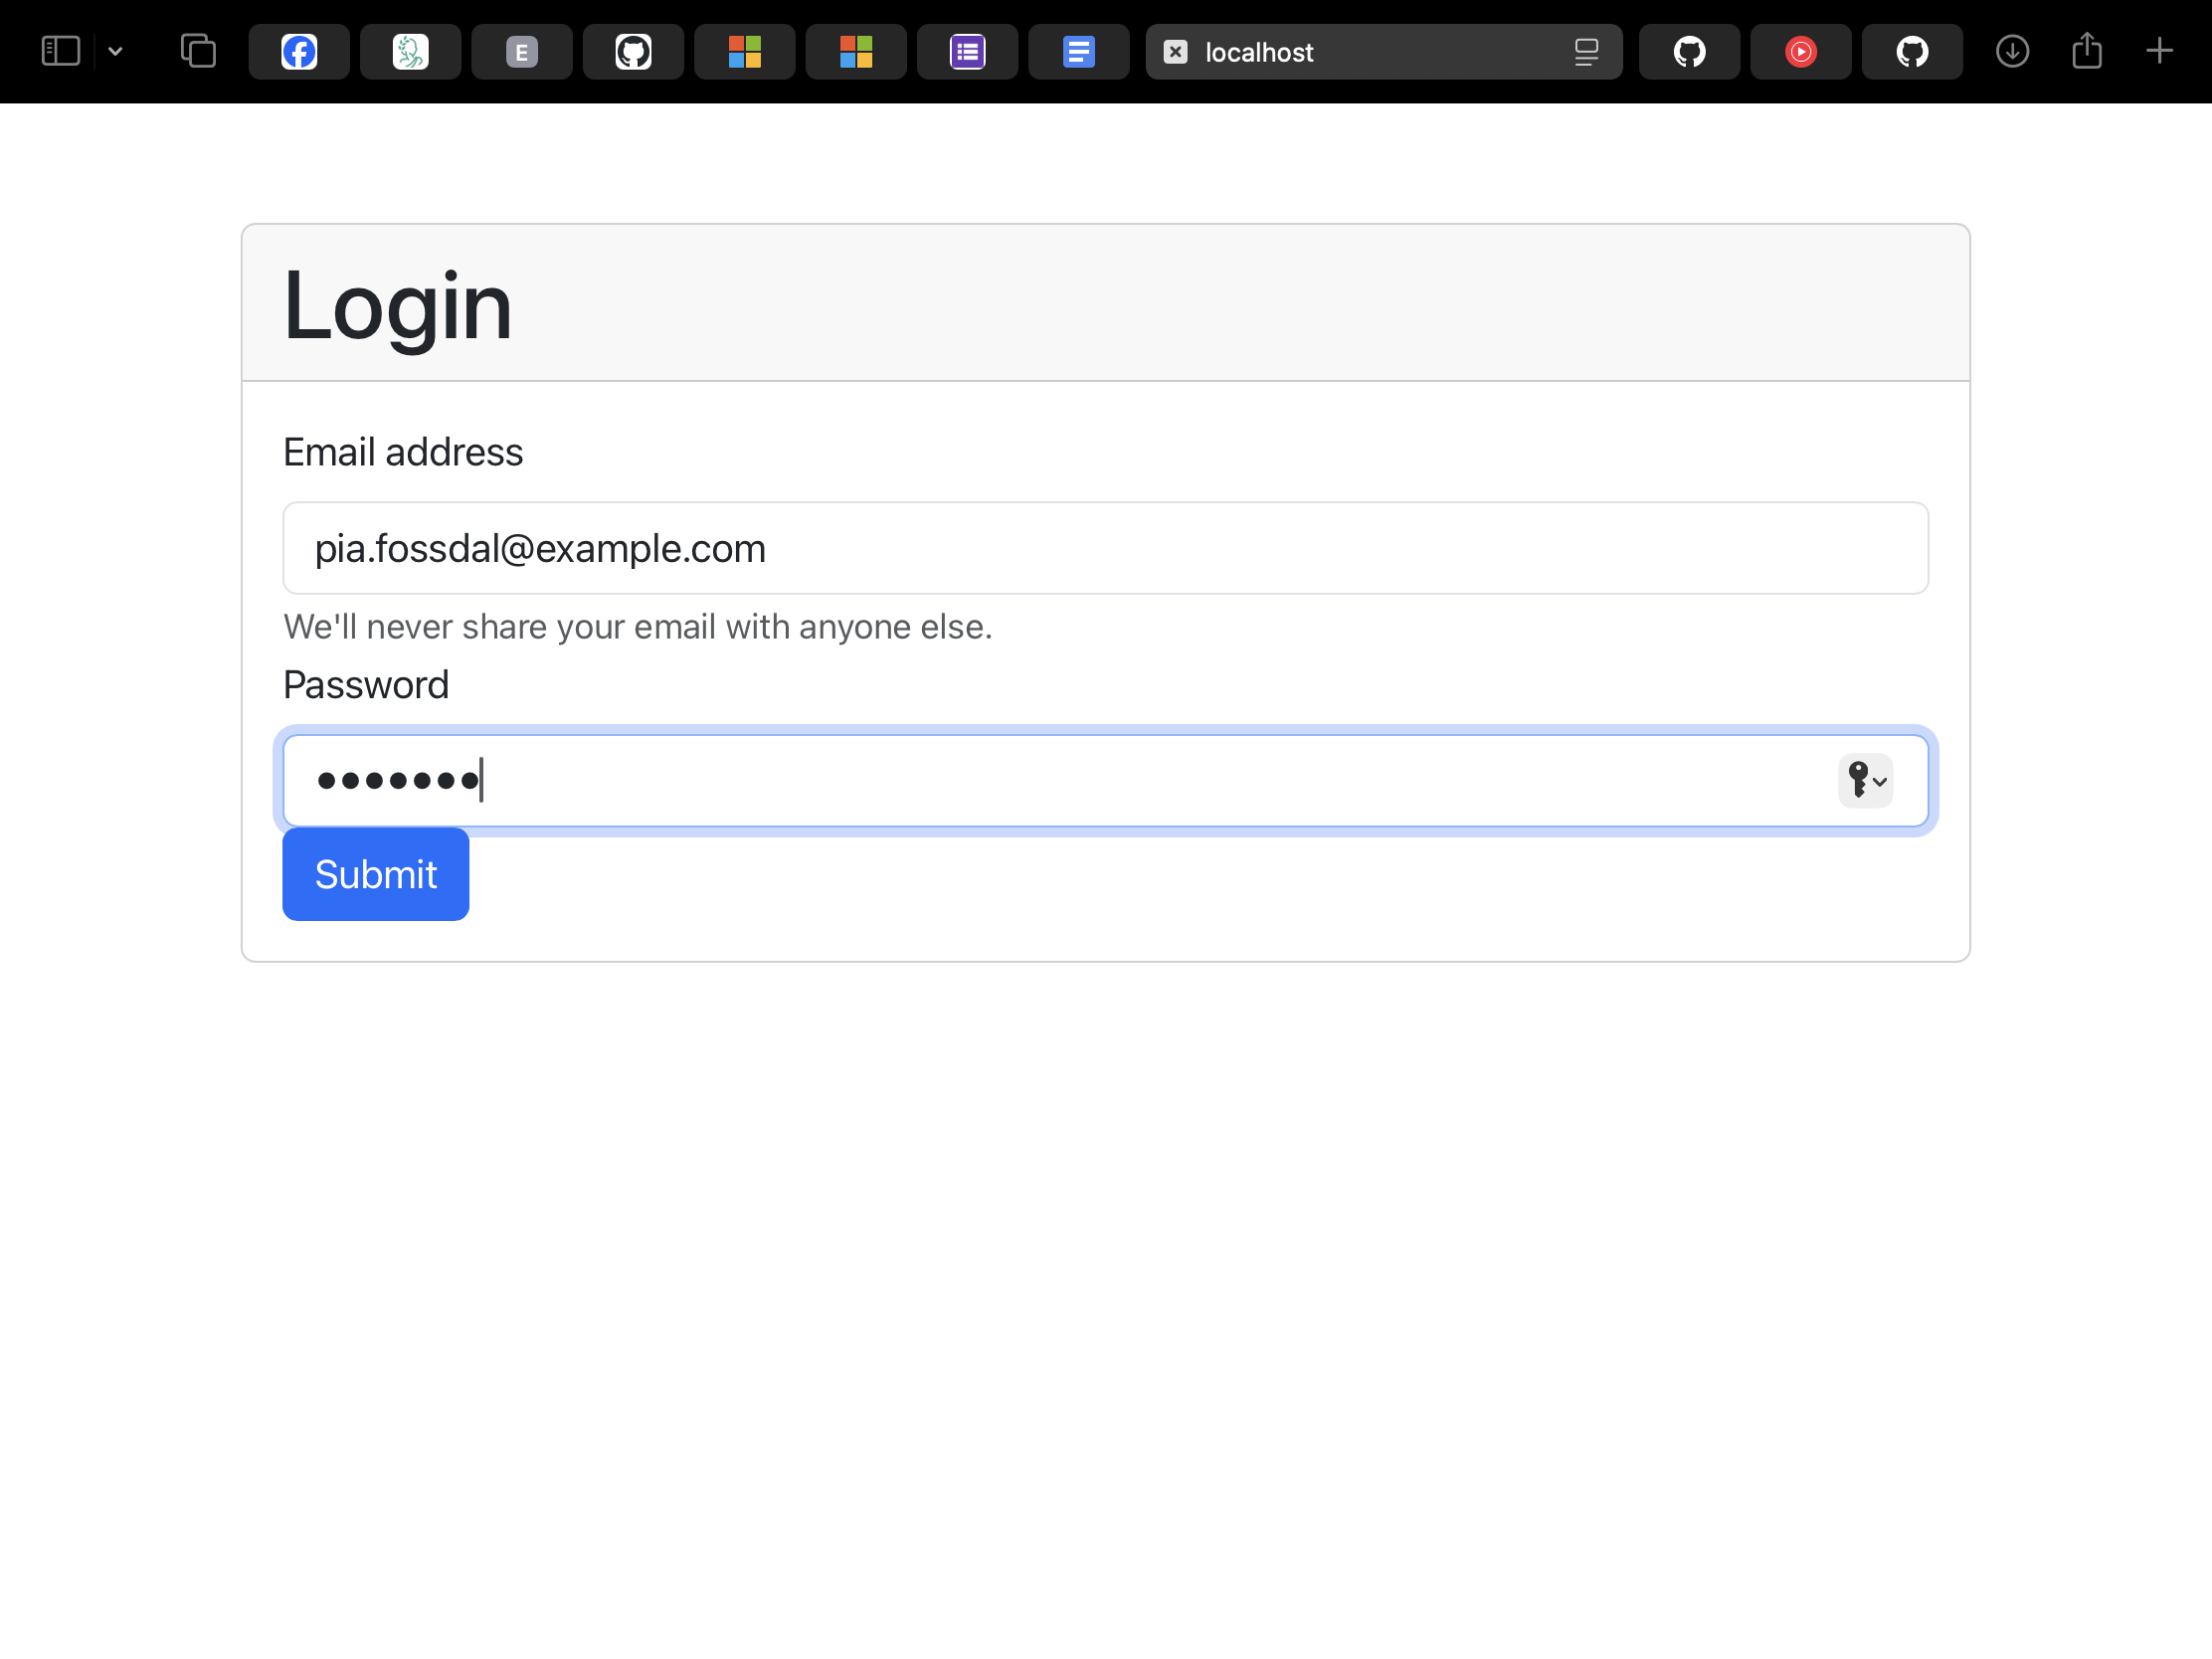 E
localhost
Login
Email address
pia.fossdal@example.com
We'll never share your email with anyone else.
Password
•••••••
Submit